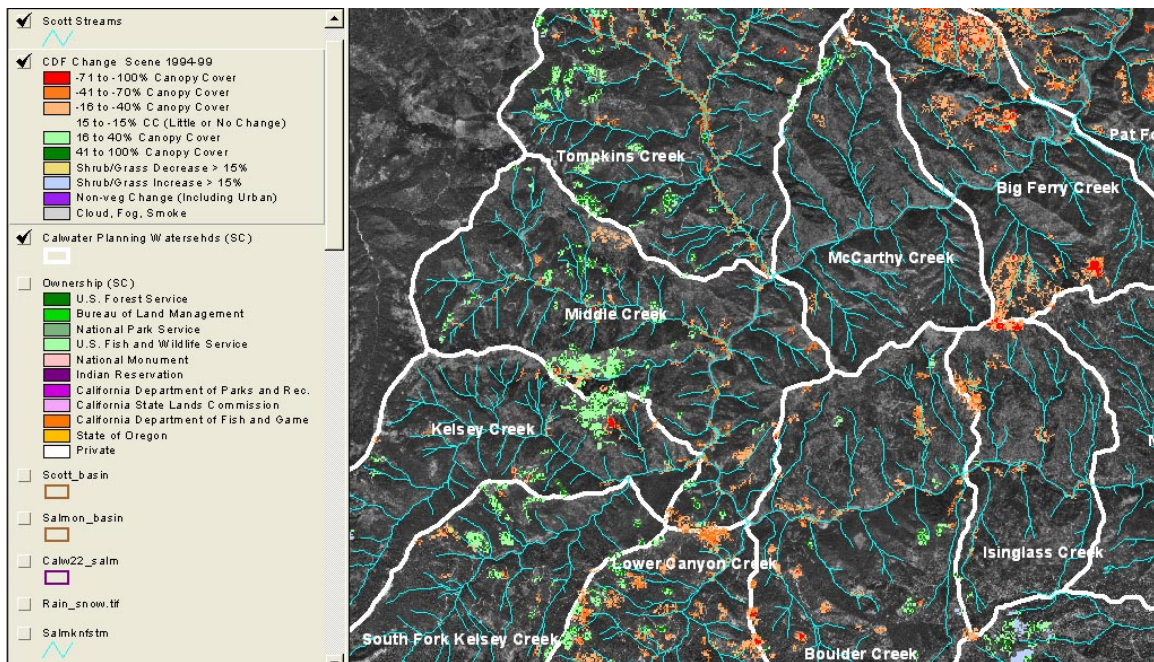 Scott Streams
CDF Change Scene 1994-99
-71 to -100% Canopy Cover
-41 to -70% Canopy Cover
-16 to -40% Canopy Cover
15 to -15% CC (Little or No Change)
16 to 40% Canopy Cover
41 to 100% Canopy Cover
Shrub/Grass Decrease > 15%
Shrub/Grass Increase > 15%
Non-veg Change (Including Urban)
Cloud, Fog, Smoke
Calwater Planning Watersehds (SC)
Ownership (SC)
U.S. Forest Service
Bureau of Land Management
National Park Service
U.S. Fish and Wildlife Service
National Monument
Indian Reservation
California Department of Parks and Rec.
California State Lands Commission
California Department of Fish and Game
State of Oregon
Private
Scott_basin
Salmon_basin
Calw22_salm
Rain_snow.tif
Salmknfstm
Pat Fo
Tompkins Creek
Big Ferry Creek
McCarthy Creek
Middle Creek
Kelsey Creek
M
Isinglass Creek
Lower Canyon Creek
South Fork Kelsey Creek
Boulder Creek